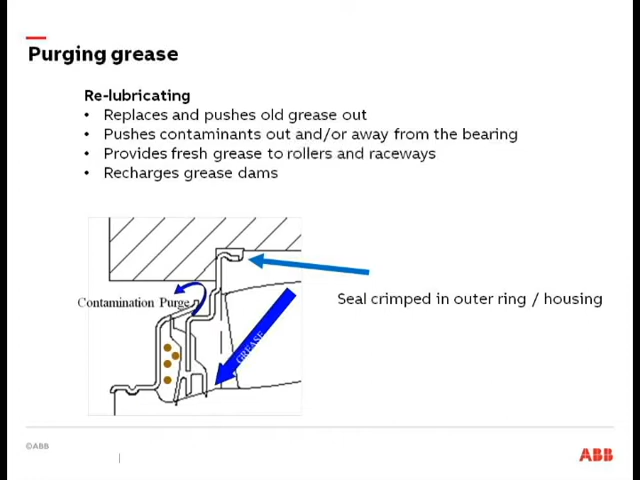 Purging grease
Re-lubricating
• Replaces and pushes old grease out
• Pushes contaminants out and/or away from the bearing
• Provides fresh grease to rollers and raceways
• Recharges grease dams
Contamination Purge
Seal crimped in outer ring / housing
GREASE
©ABB
ABB